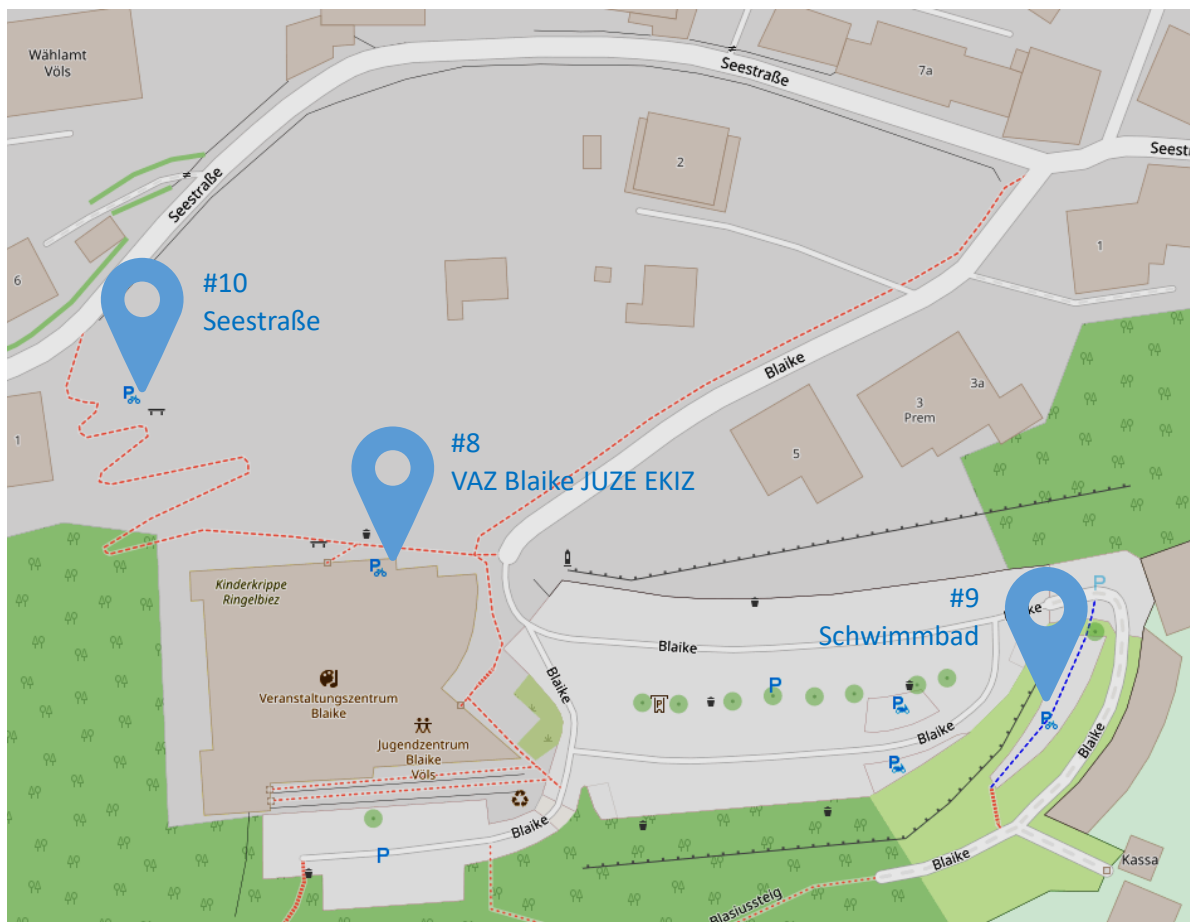 Wählamt
Völs
Seestraße
7a
Seestr
2
Seestraße
1
6
#10
Seestraße
P
Blaike
3a
3
Prem
1
5
#8
VAZ Blaike JUZE EKIZ
P
Kinderkrippe
Ringelbiez
#9
Schwimmbad
P
Blaike
Blaike
Blaike
P
P
Veranstaltungszentrum
Blaike
P
P
Jugendzentrum
Blaike
Völs
Blaike
Blaike
P
Blaike
P
Blaike
Kassa
Blasiussteig